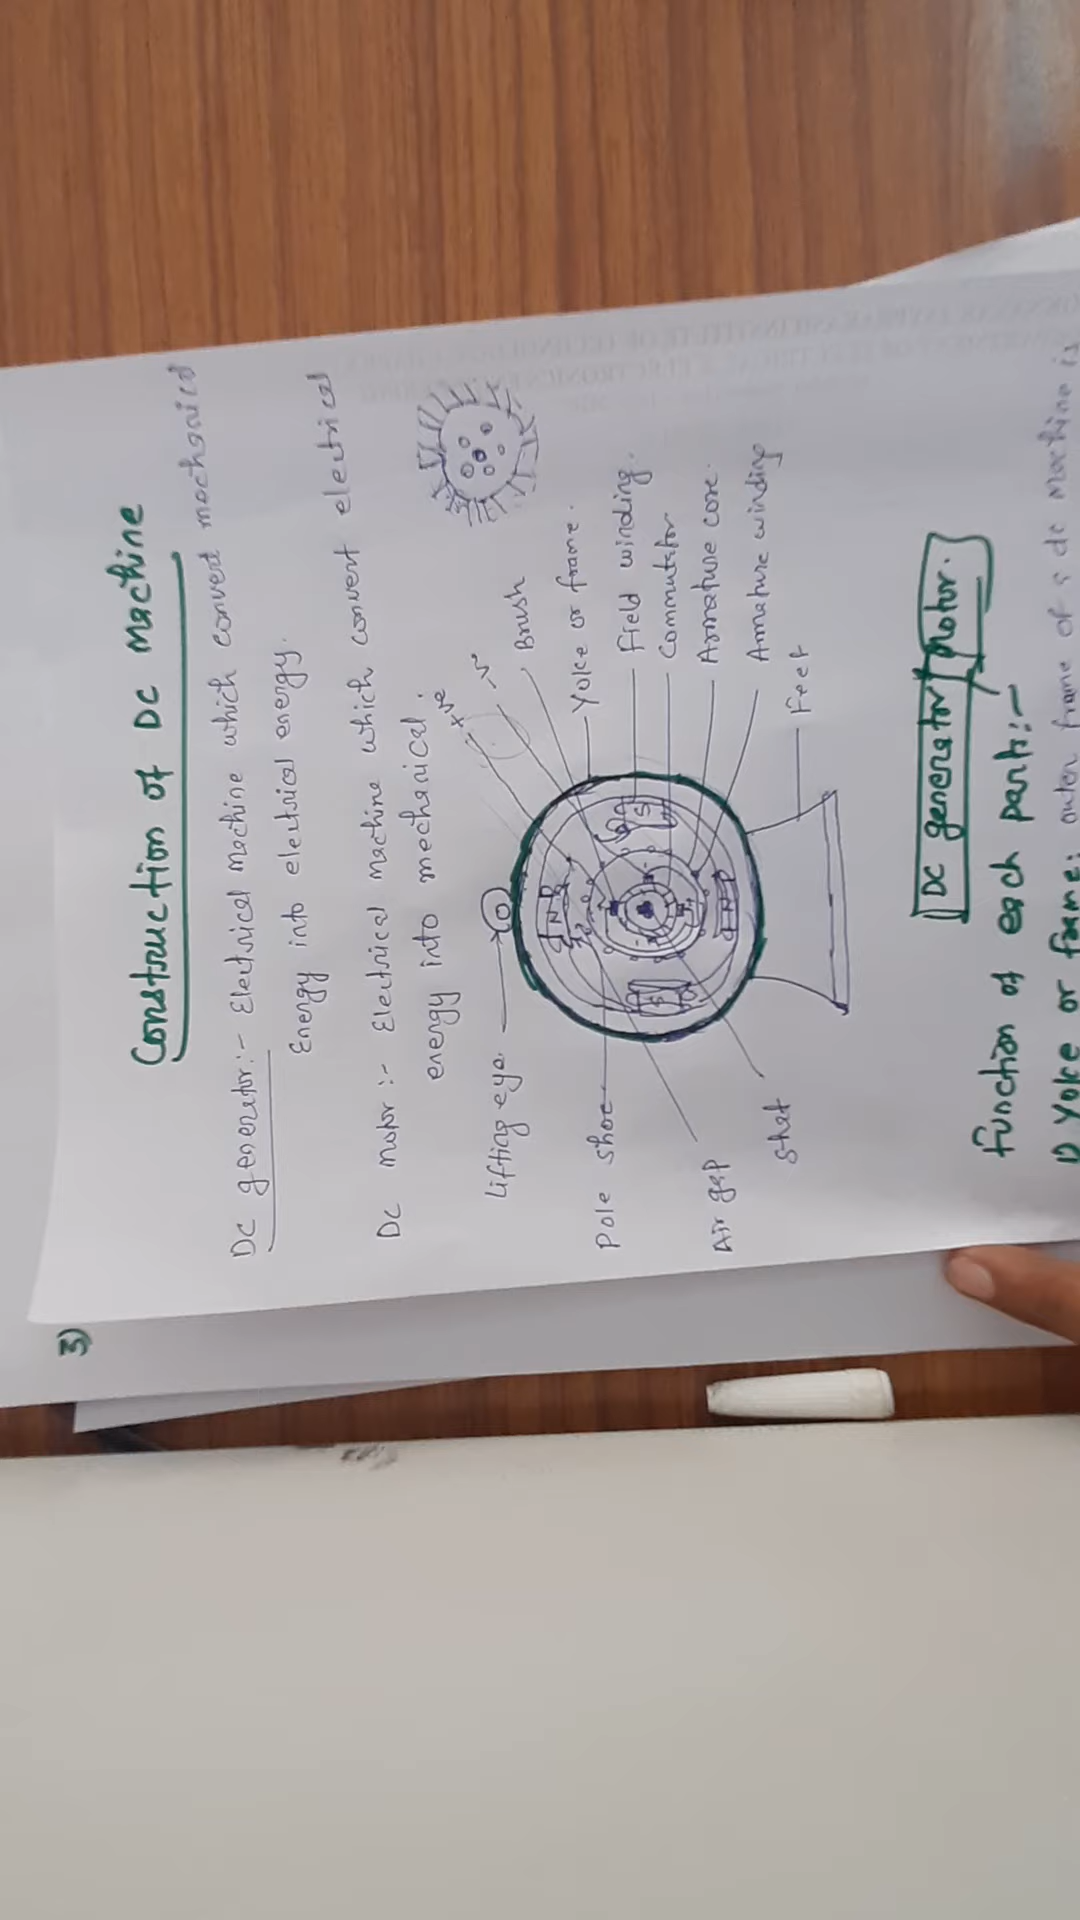 3)
Construction of DC Machine
DC generator:- Electrical machine which convert mechanical
Energy into electrical energy.
DC motor :- Electrical machine which convert electrical
energy into mechanical.
+ve
-ve
Lifting eye
Brush
Yoke or frame.
Pole shoe
Field winding.
Commutator
Armature core.
Air gap
Armature winding
Shaft
Feet
N
S
S
N
DC generator/motor.
function of each parts:-
1) Yoke or frame: outer frame of s dc machine is